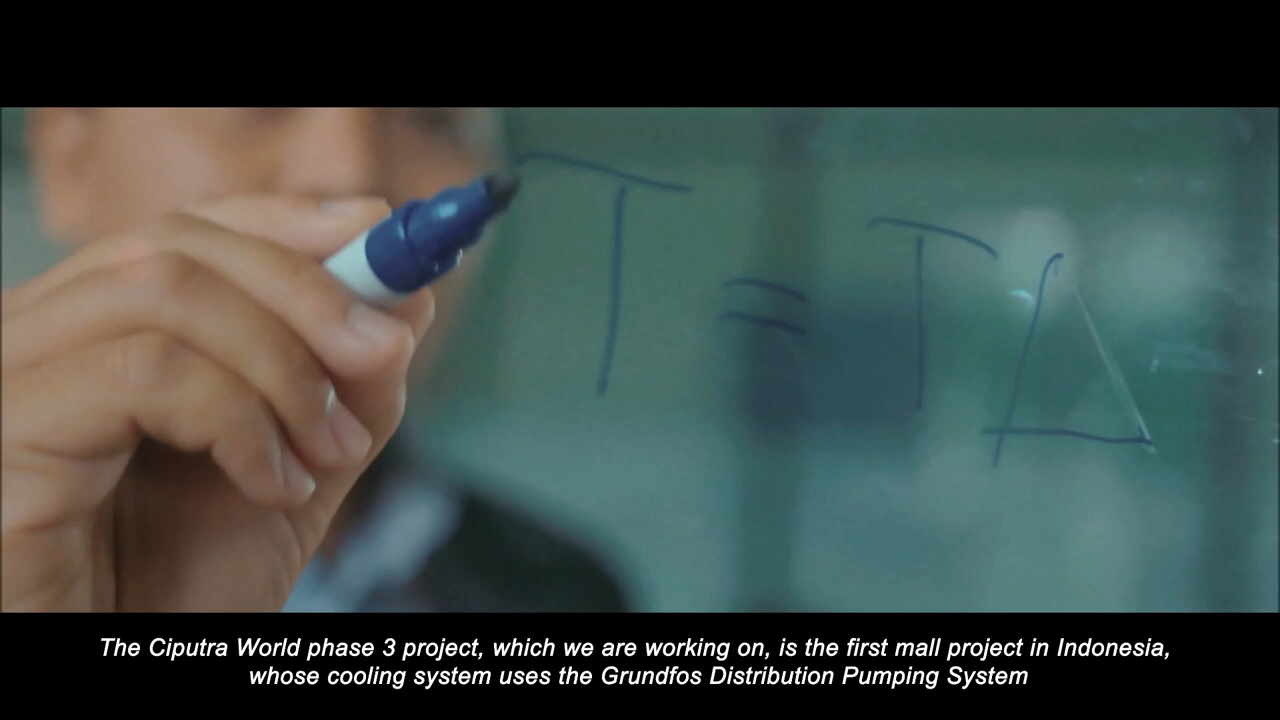 T = T Δ
The Ciputra World phase 3 project, which we are working on, is the first mall project in Indonesia,
whose cooling system uses the Grundfos Distribution Pumping System